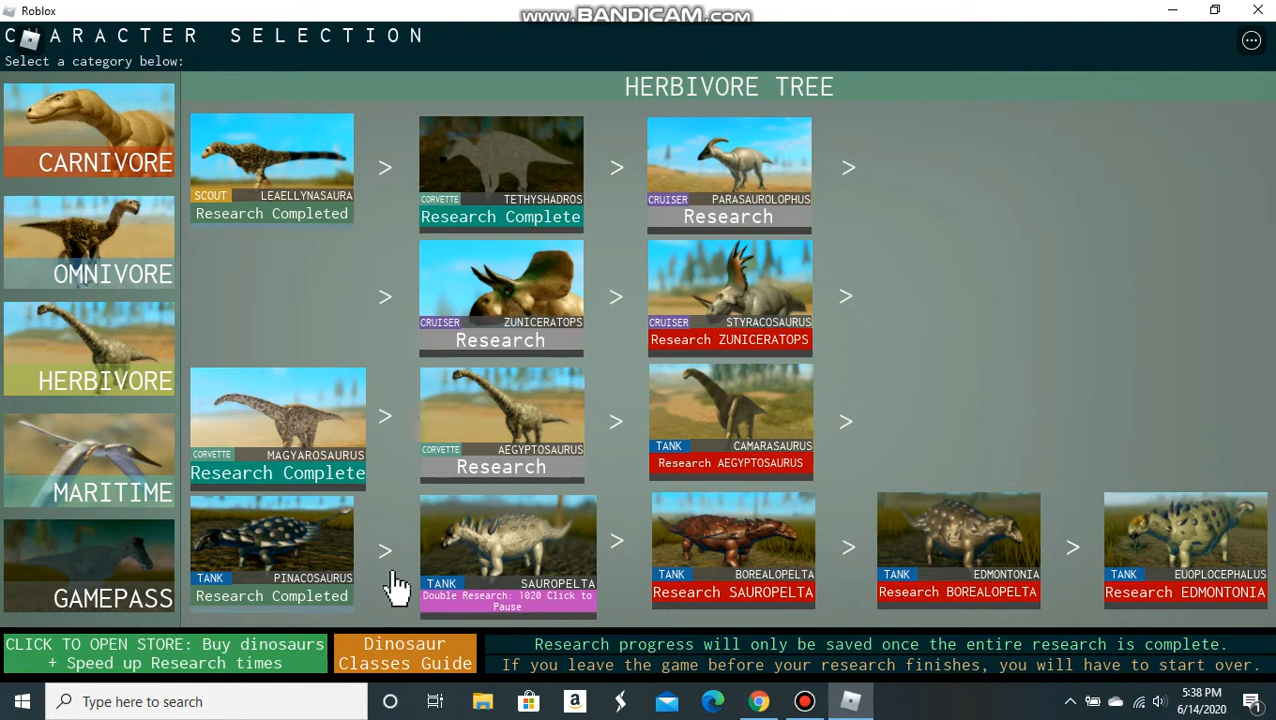 Roblox
www.BANDICAM.com
CHARACTER SELECTION
Select a category below:
HERBIVORE TREE
CARNIVORE
OMNIVORE
HERBIVORE
MARITIME
GAMEPASS
SCOUT LEAELLYNASAURA
Research Completed
>
CORVETTE TETHYSHADROS
Research Complete
>
CRUISER PARASAUROLOPHUS
Research
>
>
CRUISER ZUNICERATOPS
Research
>
CRUISER STYRACOSAURUS
Research ZUNICERATOPS
>
CORVETTE MAGYAROSAURUS
Research Complete
>
CORVETTE AEGYPTOSAURUS
Research
>
TANK CAMARASAURUS
Research AEGYPTOSAURUS
>
TANK PINACOSAURUS
Research Completed
>
TANK SAUROPELTA
Double Research: 1020 Click to
Pause
>
TANK BOREALOPELTA
Research SAUROPELTA
>
TANK EDMONTONIA
Research BOREALOPELTA
>
TANK EUOPLOCEPHALUS
Research EDMONTONIA
CLICK TO OPEN STORE: Buy dinosaurs
+ Speed up Research times
Dinosaur
Classes Guide
Research progress will only be saved once the entire research is complete.
If you leave the game before your research finishes, you will have to start over.
Type here to search
5:38 PM
6/14/2020
1